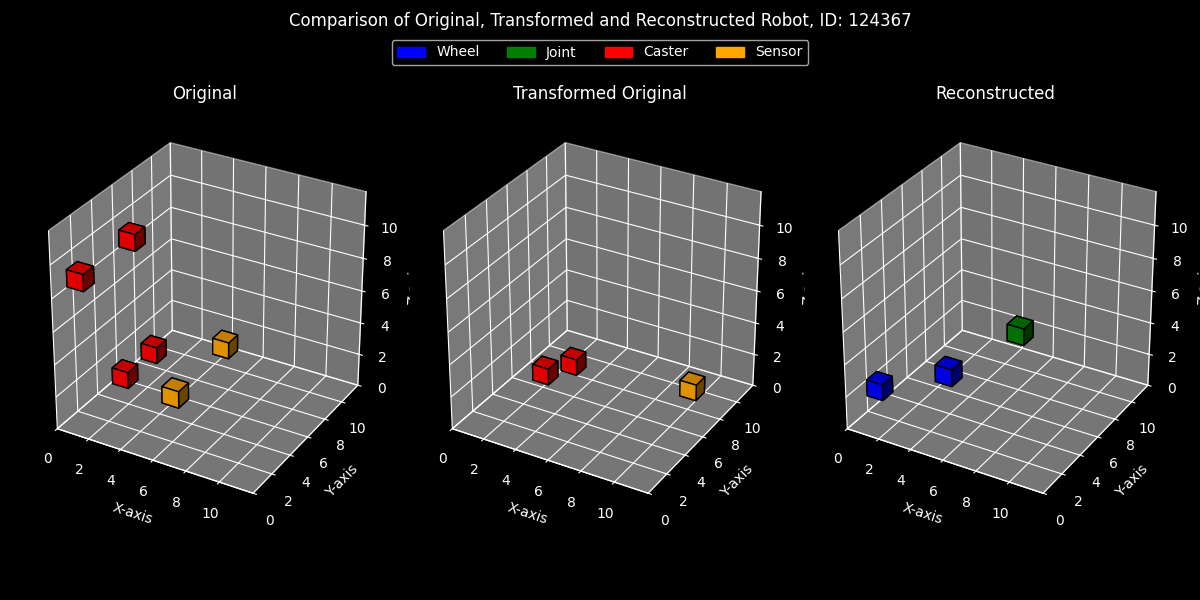 Comparison of Original, Transformed and Reconstructed Robot, ID: 124367
Wheel Joint Caster Sensor
Original
Transformed Original
Reconstructed
0 2 4 6 8 10
X-axis
0 2 4 6 8 10
Y-axis
0 2 4 6 8 10
0 2 4 6 8 10
X-axis
0 2 4 6 8 10
Y-axis
0 2 4 6 8 10
0 2 4 6 8 10
X-axis
0 2 4 6 8 10
Y-axis
0 2 4 6 8 10